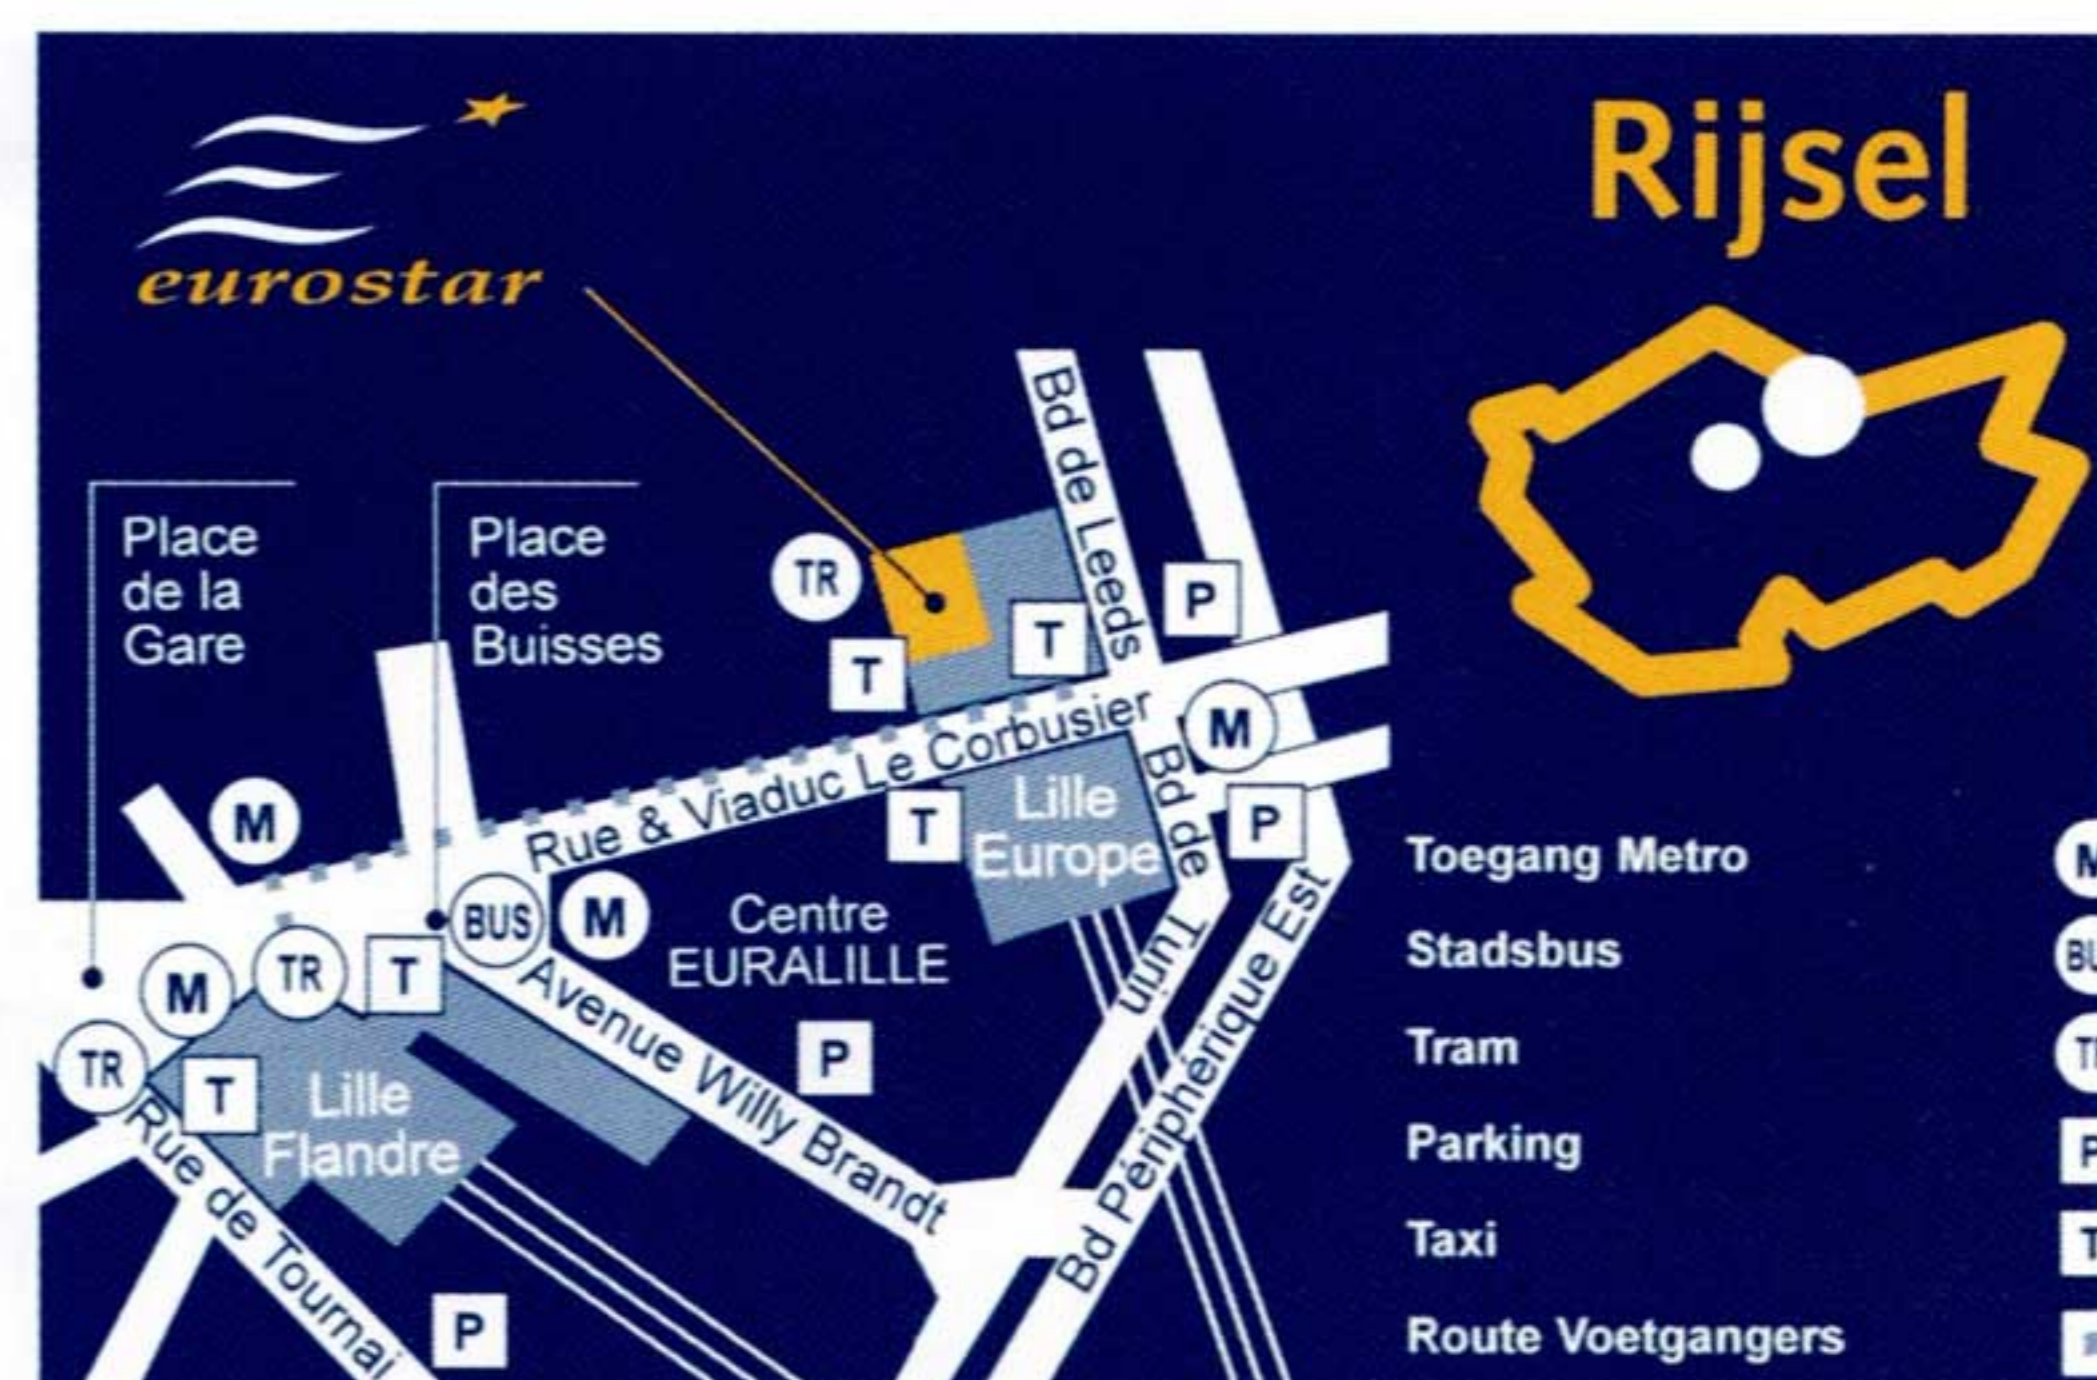 eurostar
Rijsel
Place
de la
Gare
Place
des
Buisses
Bd de Leeds
TR
P
T
T
M
Rue & Viaduc Le Corbusier
Bd de
Turin
M
T
Lille
Europe
P
BUS
M
Centre
EURALILLE
M
TR
T
Avenue Willy Brandt
P
Bd Périphérique Est
TR
T
Lille
Flandre
Rue de Tournai
P
Toegang Metro
M
Stadsbus
Tram
Parking
P
Taxi
T
Route Voetgangers